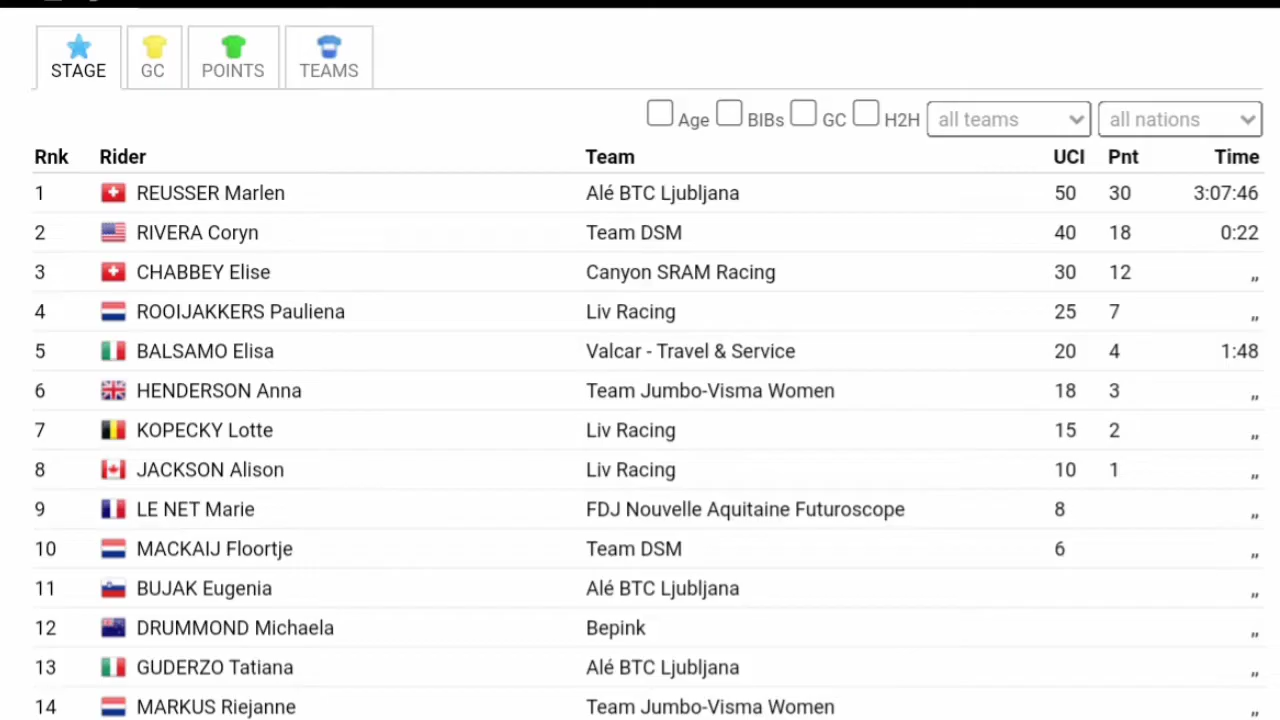 STAGE GC POINTS TEAMS
Age BIBs GC H2H all teams all nations
Rnk Rider Team UCI Pnt Time
1 REUSSER Marlen Alé BTC Ljubljana 50 30 3:07:46
2 RIVERA Coryn Team DSM 40 18 0:22
3 CHABBEY Elise Canyon SRAM Racing 30 12 ,,
4 ROOIJAKKERS Pauliena Liv Racing 25 7 ,,
5 BALSAMO Elisa Valcar - Travel & Service 20 4 1:48
6 HENDERSON Anna Team Jumbo-Visma Women 18 3 ,,
7 KOPECKY Lotte Liv Racing 15 2 ,,
8 JACKSON Alison Liv Racing 10 1 ,,
9 LE NET Marie FDJ Nouvelle Aquitaine Futuroscope 8 ,,
10 MACKAIJ Floortje Team DSM 6 ,,
11 BUJAK Eugenia Alé BTC Ljubljana ,,
12 DRUMMOND Michaela Bepink ,,
13 GUDERZO Tatiana Alé BTC Ljubljana ,,
14 MARKUS Riejanne Team Jumbo-Visma Women ,,